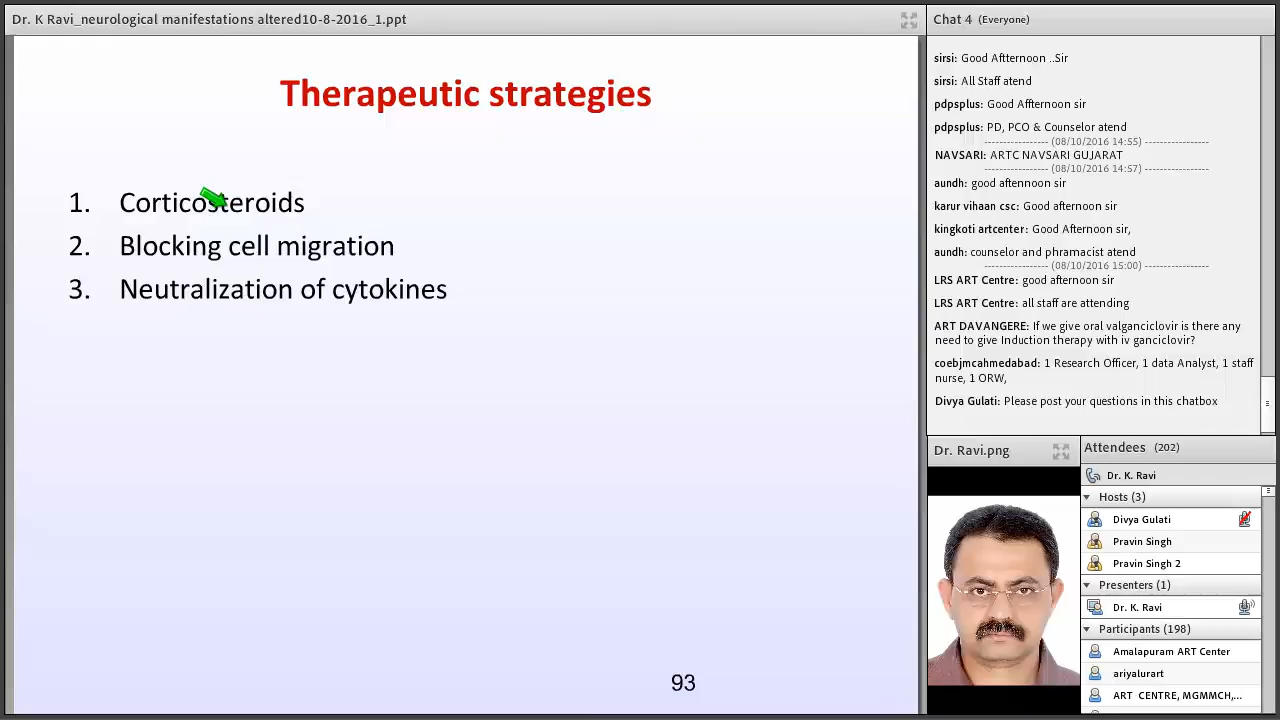 Dr. K Ravi_neurological manifestations altered10-8-2016_1.ppt
Therapeutic strategies
1. Corticosteroids
2. Blocking cell migration
3. Neutralization of cytokines
93
Chat 4 (Everyone)
sirsi: Good Aftternoon ..Sir
sirsi: All Staff atend
pdpsplus: Good Affternoon sir
pdpsplus: PD, PCO & Counselor atend
---------------- (08/10/2016 14:55) ----------------
NAVSARI: ARTC NAVSARI GUJARAT
---------------- (08/10/2016 14:57) ----------------
aundh: good aftennoon sir
karur vihaan csc: Good afternoon sir
kingkoti artcenter: Good Afternoon sir,
aundh: counselor and phramacist atend
---------------- (08/10/2016 15:00) ----------------
LRS ART Centre: good afternoon sir
LRS ART Centre: all staff are attending
ART DAVANGERE: If we give oral valganciclovir is there any
need to give Induction therapy with iv ganciclovir?
coebjmcahmedabad: 1 Research Officer, 1 data Analyst, 1 staff
nurse, 1 ORW,
Divya Gulati: Please post your questions in this chatbox
Dr. Ravi.png
Attendees (202)
Dr. K. Ravi
Hosts (3)
Divya Gulati
Pravin Singh
Pravin Singh 2
Presenters (1)
Dr. K. Ravi
Participants (198)
Amalapuram ART Center
ariyalurart
ART CENTRE, MGMMCH,...